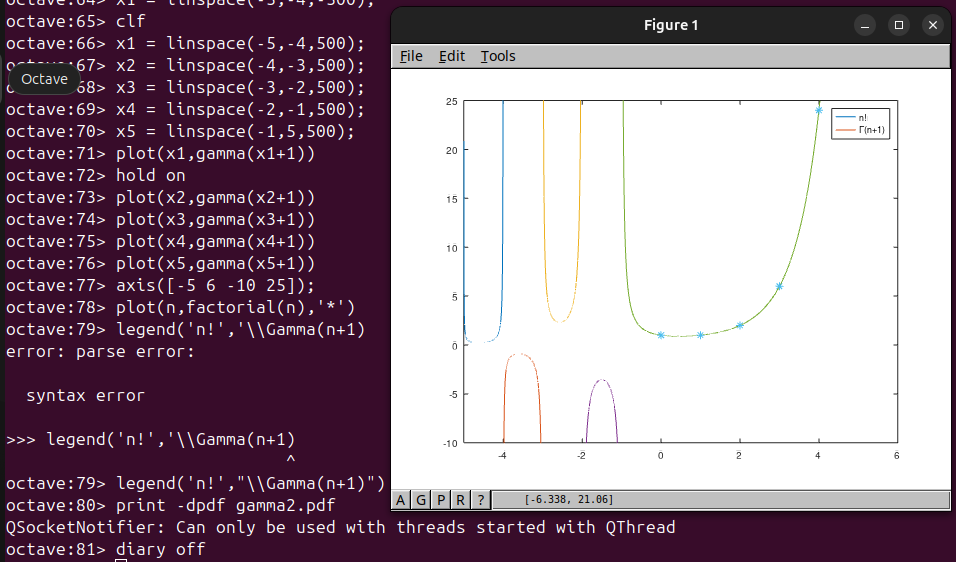 octave:64> x1 = linspace(-5,-4,500);
octave:65> clf
octave:66> x1 = linspace(-5,-4,500);
octave:67> x2 = linspace(-4,-3,500);
Octave
octave:68> x3 = linspace(-3,-2,500);
octave:69> x4 = linspace(-2,-1,500);
octave:70> x5 = linspace(-1,5,500);
octave:71> plot(x1,gamma(x1+1))
octave:72> hold on
octave:73> plot(x2,gamma(x2+1))
octave:74> plot(x3,gamma(x3+1))
octave:75> plot(x4,gamma(x4+1))
octave:76> plot(x5,gamma(x5+1))
octave:77> axis([-5 6 -10 25]);
octave:78> plot(n,factorial(n),'*')
octave:79> legend('n!','\\Gamma(n+1)
error: parse error:
syntax error
>>> legend('n!','\\Gamma(n+1)
^
octave:79> legend('n!',"\\Gamma(n+1)")
octave:80> print -dpdf gamma2.pdf
QSocketNotifier: Can only be used with threads started with QThread
octave:81> diary off
Figure 1
File Edit Tools
25
20
15
10
5
0
-5
-10
-4 -2 0 2 4 6
n!
Γ(n+1)
A G P R ? [-6.338, 21.06]